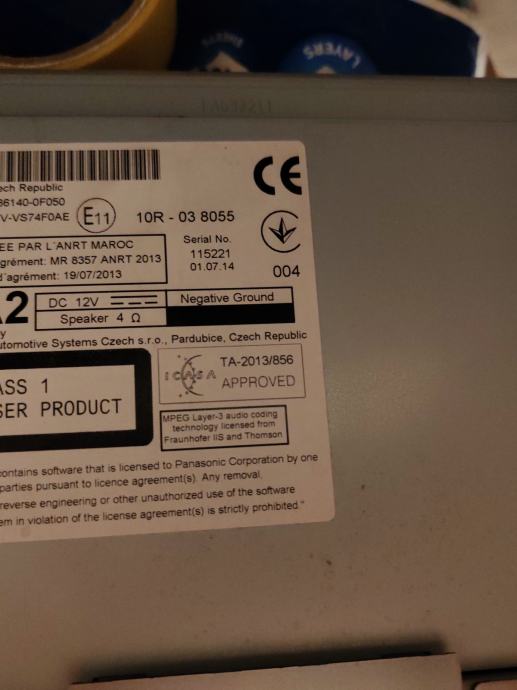 LAYERS
ech Republic
86140-0F050
V-VS74F0AE
E11
10R - 03 8055
CE
ÉE PAR L'ANRT MAROC
grément: MR 8357 ANRT 2013
d'agrément: 19/07/2013
Serial No.
115221
01.07.14
004
A2
DC 12V
Negative Ground
Speaker 4 Ω
y
utomotive Systems Czech s.r.o., Pardubice, Czech Republic
ASS 1
SER PRODUCT
ICASA
TA-2013/856
APPROVED
MPEG Layer-3 audio coding
technology licensed from
Fraunhofer IIS and Thomson
contains software that is licensed to Panasonic Corporation by one
parties pursuant to licence agreement(s). Any removal,
reverse engineering or other unauthorized use of the software
em in violation of the license agreement(s) is strictly prohibited."